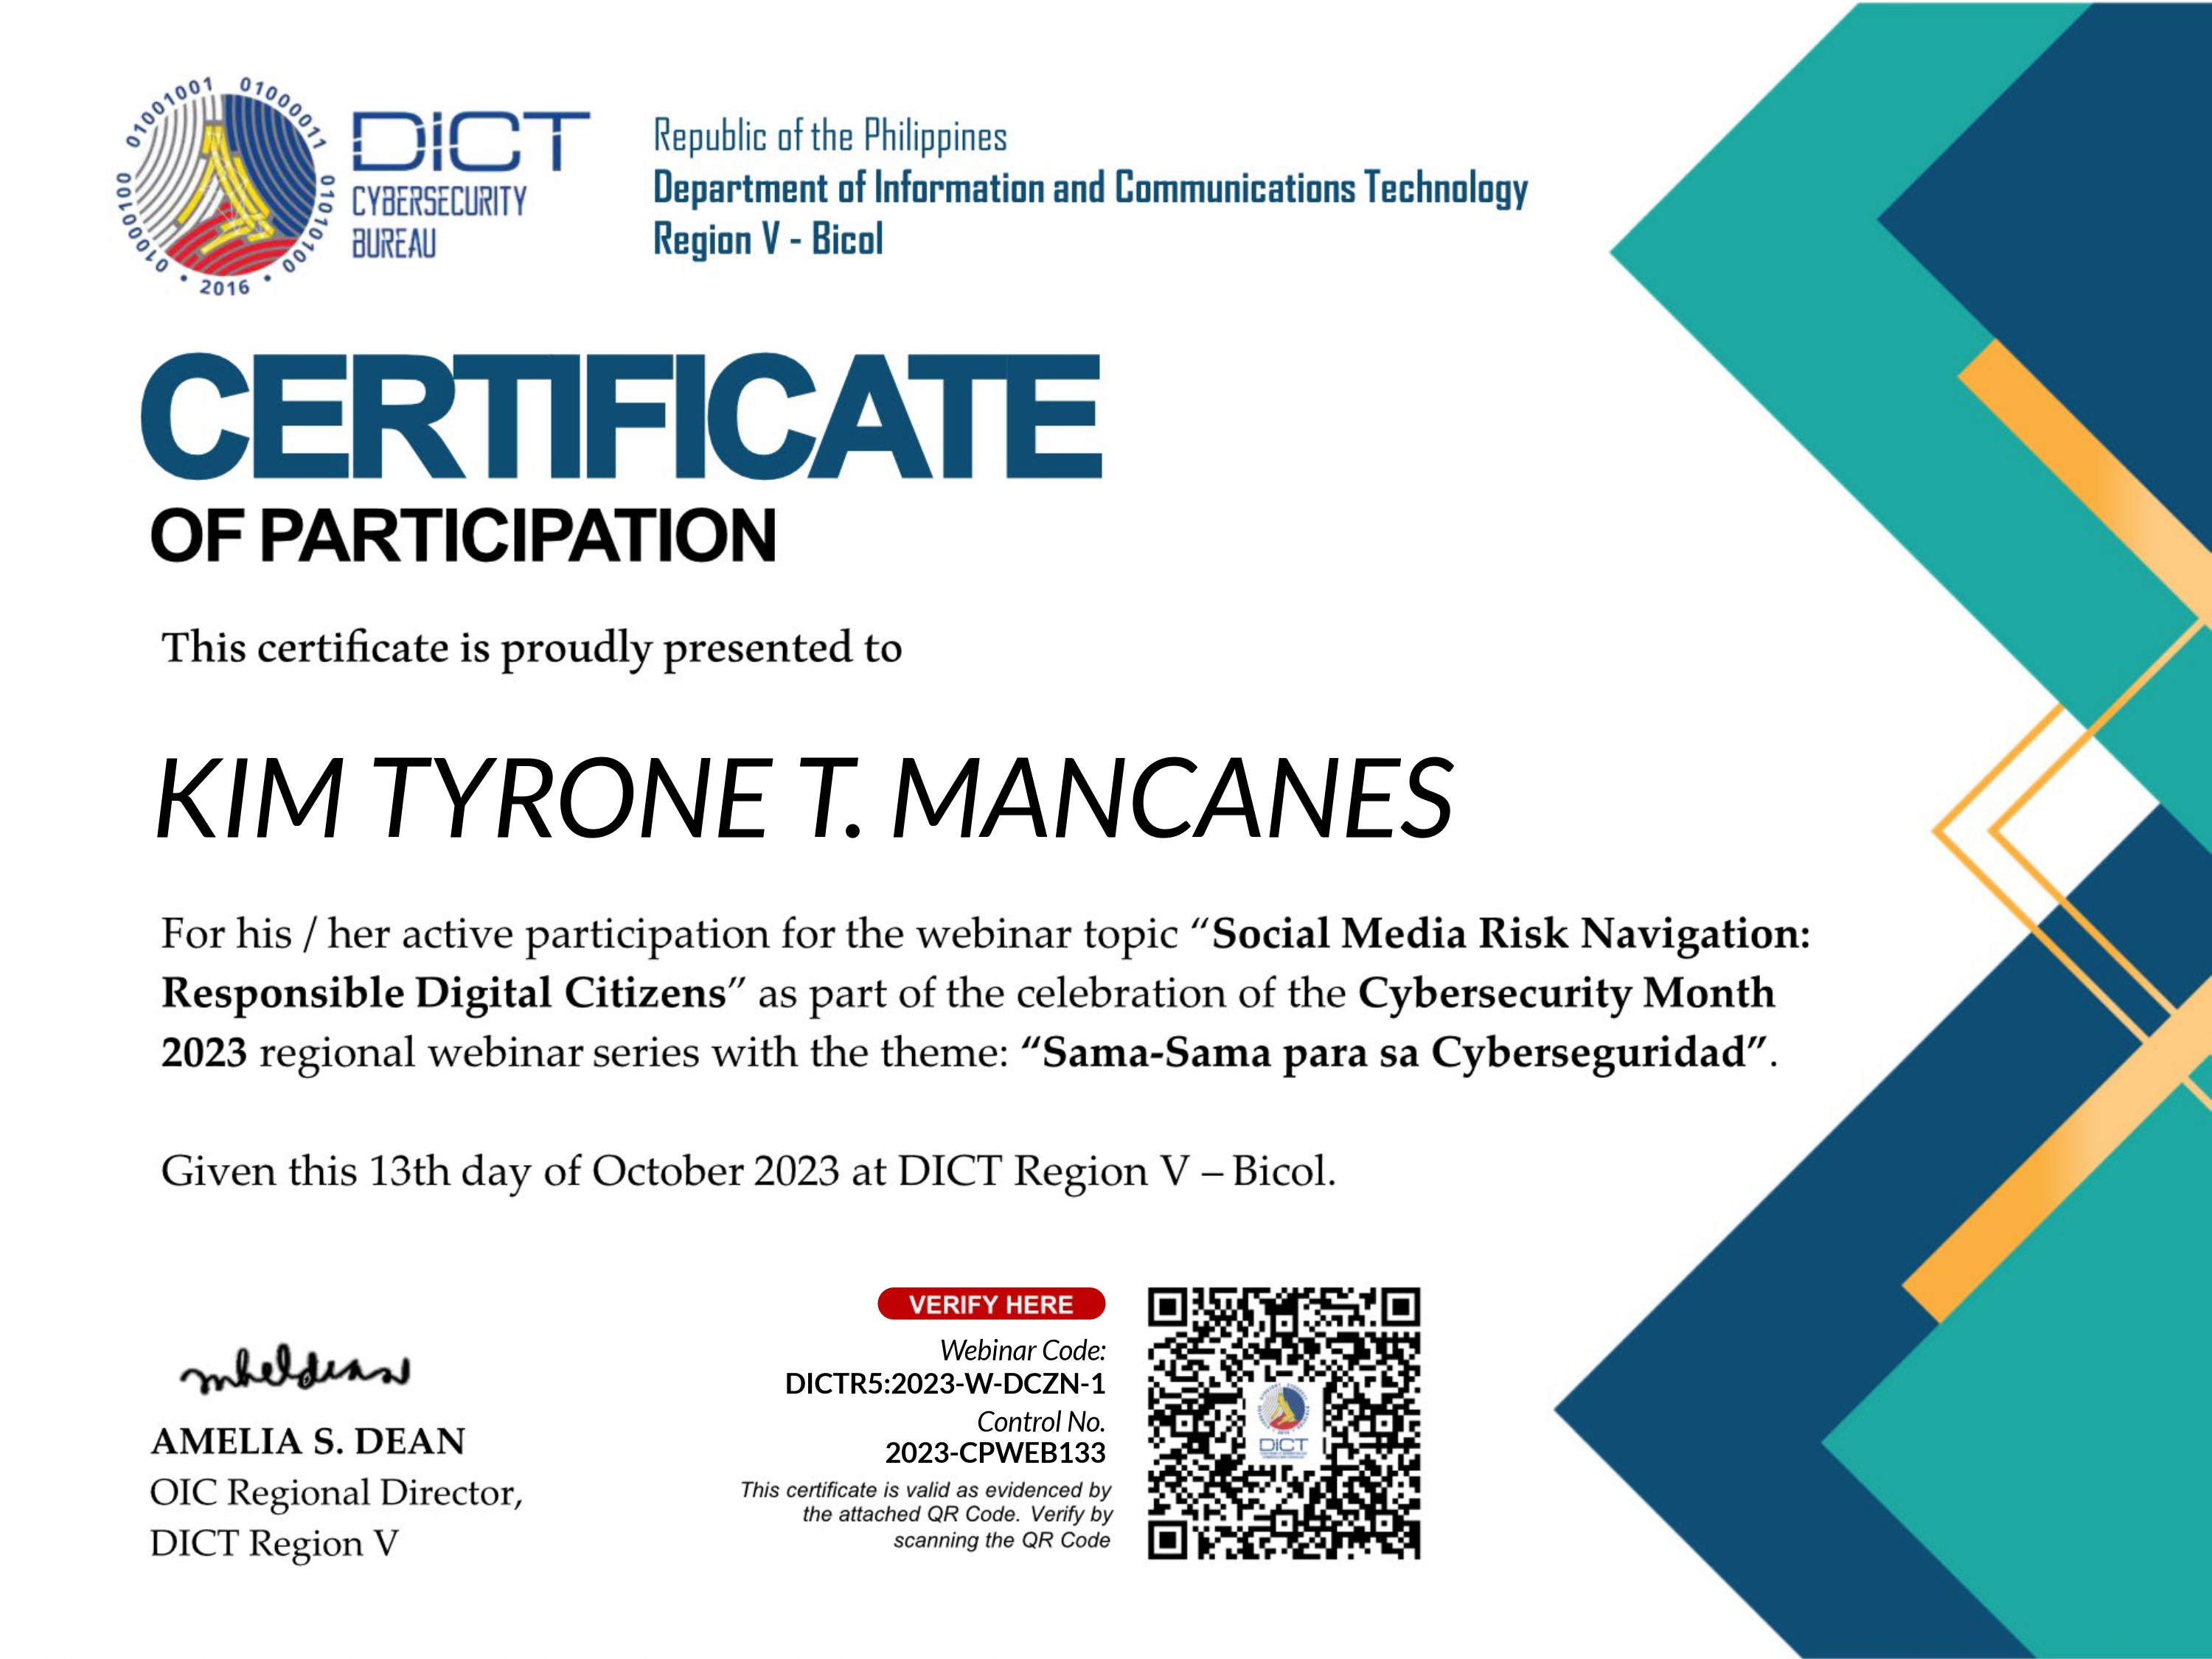 01001001 01000011 01010100 01000100
• 2016 •
DICT
CYBERSECURITY
BUREAU
Republic of the Philippines
Department of Information and Communications Technology
Region V - Bicol
CERTIFICATE
OF PARTICIPATION
This certificate is proudly presented to
KIM TYRONE T. MANCANES
For his / her active participation for the webinar topic “Social Media Risk Navigation:
Responsible Digital Citizens” as part of the celebration of the Cybersecurity Month
2023 regional webinar series with the theme: “Sama-Sama para sa Cyberseguridad”.
Given this 13th day of October 2023 at DICT Region V – Bicol.
AMELIA S. DEAN
OIC Regional Director,
DICT Region V
VERIFY HERE
Webinar Code:
DICTR5:2023-W-DCZN-1
Control No.
2023-CPWEB133
This certificate is valid as evidenced by
the attached QR Code. Verify by
scanning the QR Code
DICT